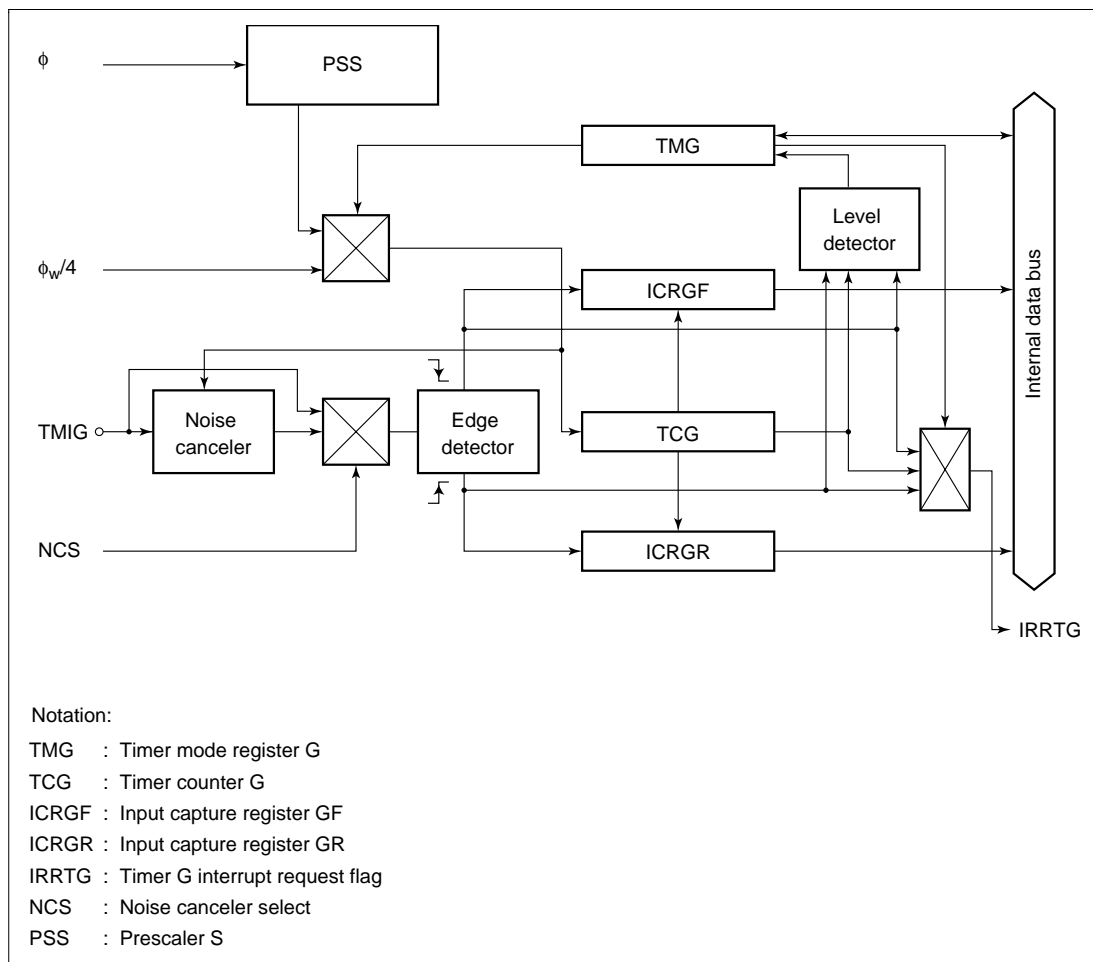 ϕ
PSS
TMG
Level
detector
ϕw/4
ICRGF
Internal data bus
TMIG
Noise
canceler
Edge
detector
TCG
NCS
ICRGR
IRRTG
Notation:
TMG : Timer mode register G
TCG : Timer counter G
ICRGF : Input capture register GF
ICRGR : Input capture register GR
IRRTG : Timer G interrupt request flag
NCS : Noise canceler select
PSS : Prescaler S